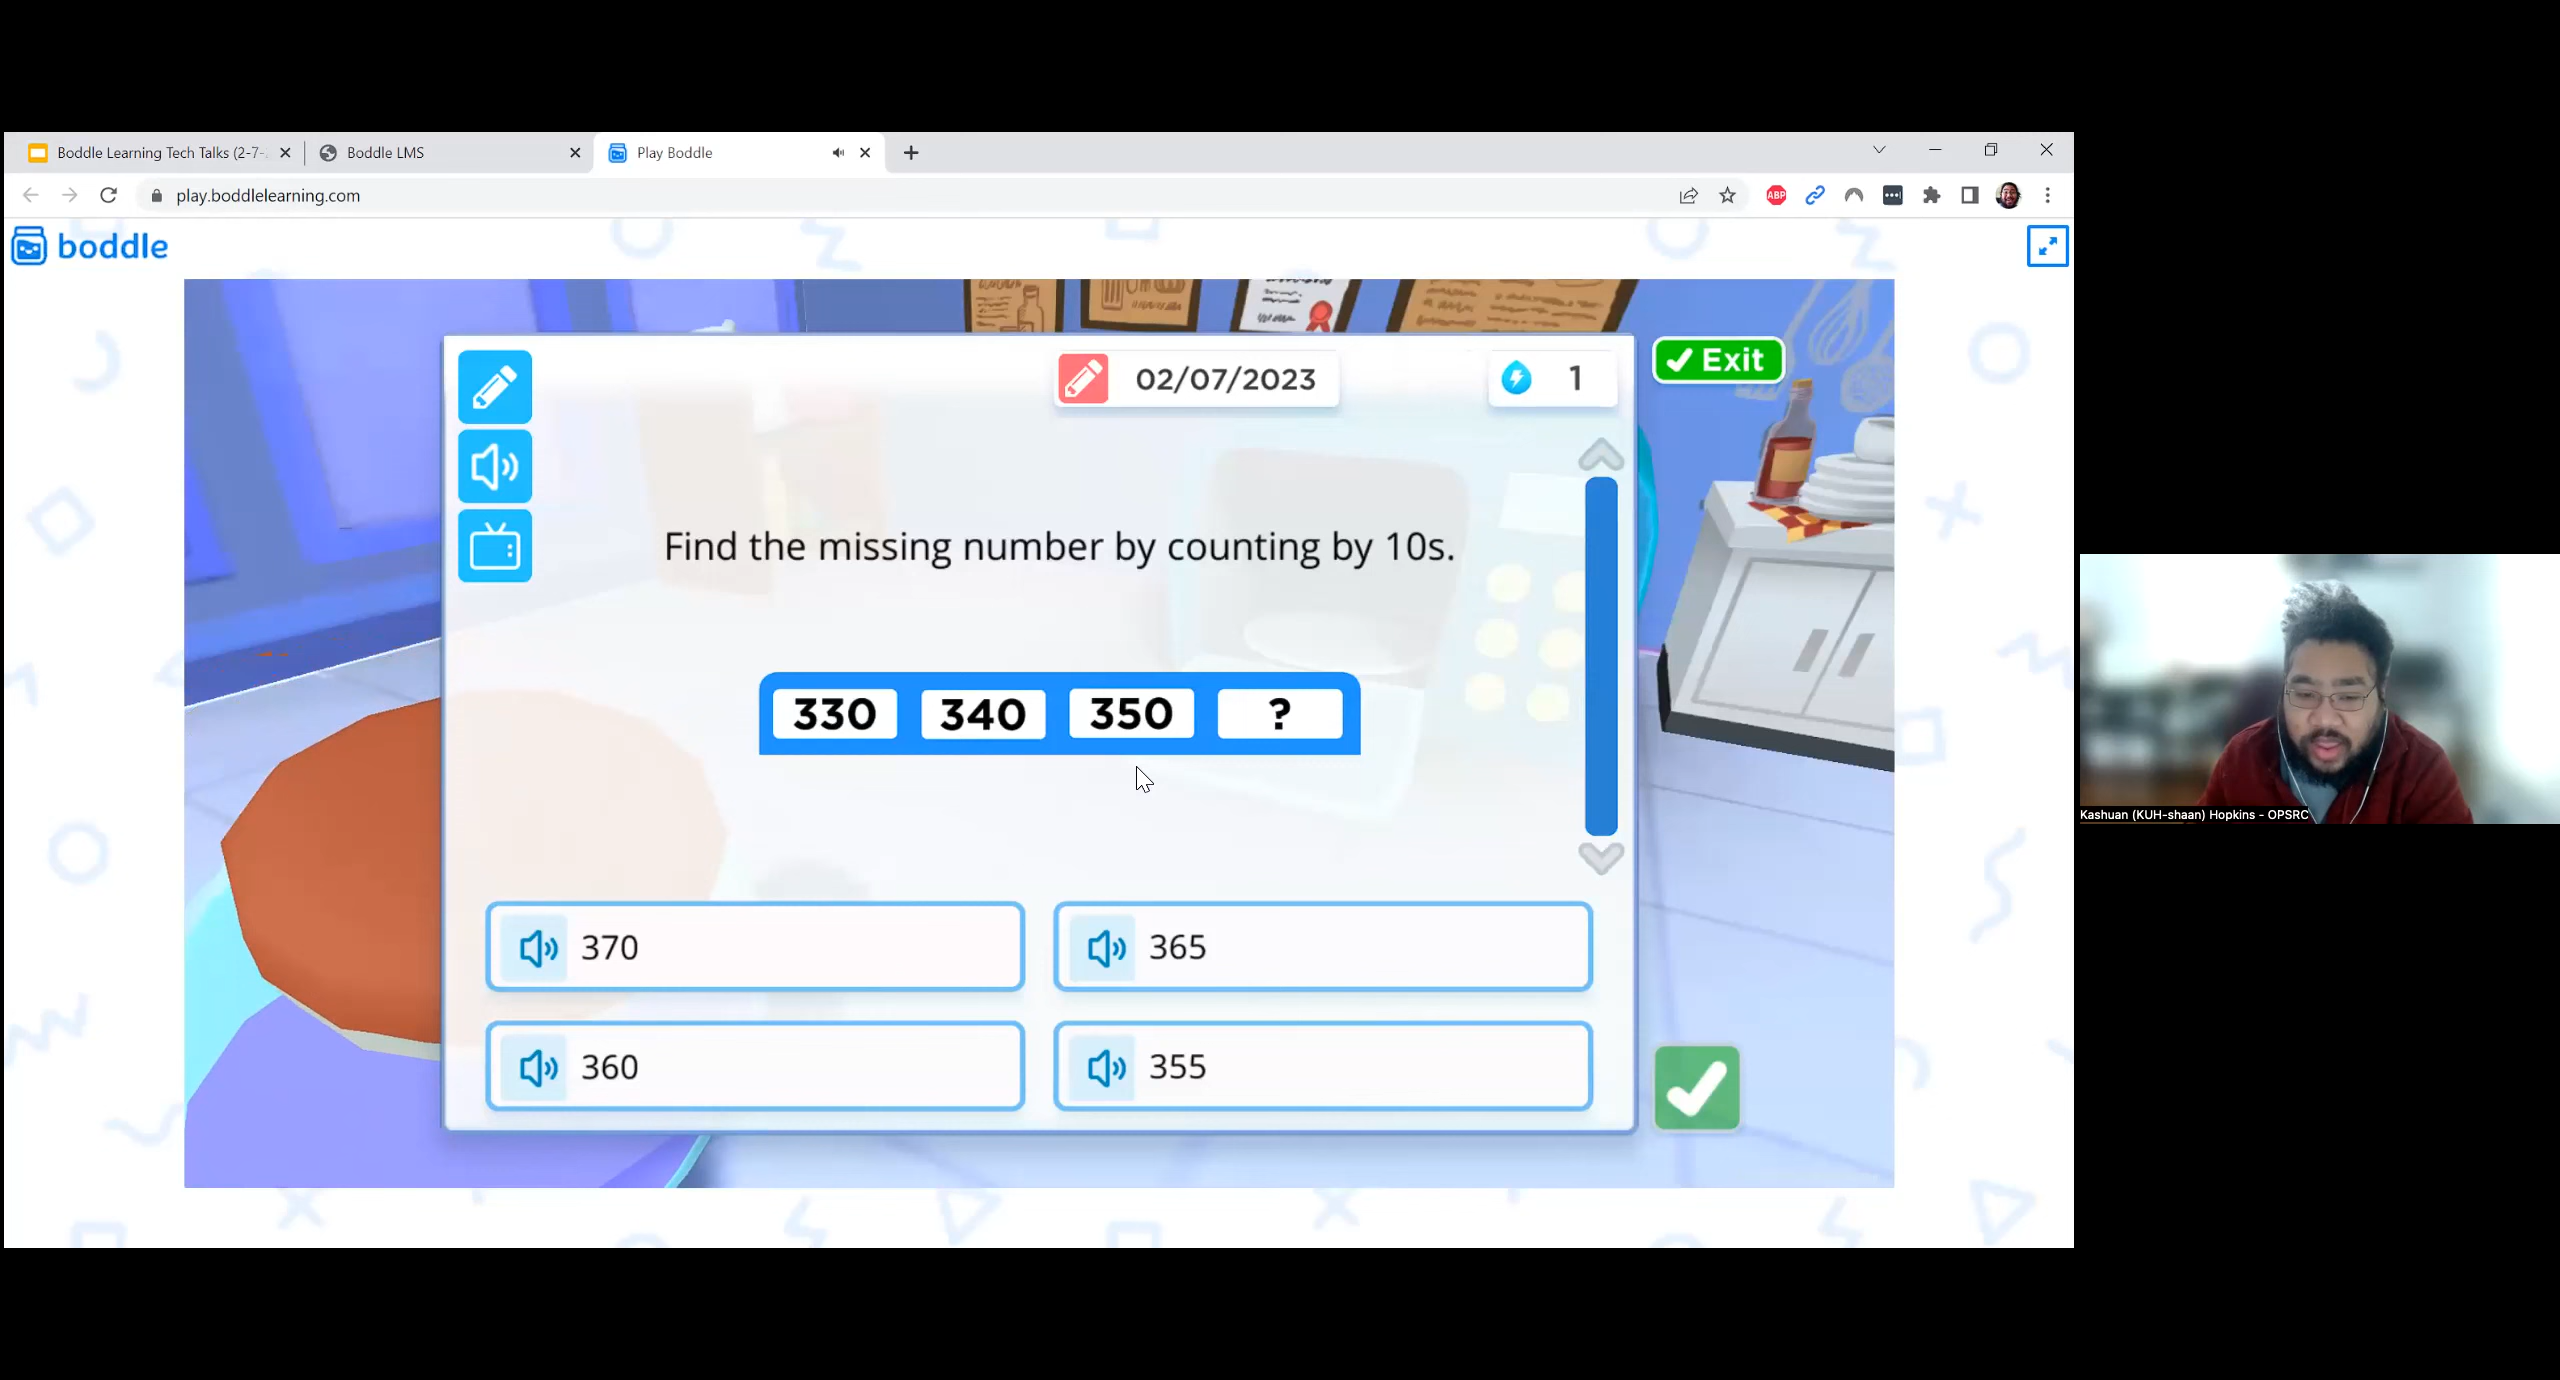 Boddle Learning Tech Talks (2-7-
Boddle LMS
Play Boddle
play.boddlelearning.com
ABP
boddle
02/07/2023
1
Exit
Find the missing number by counting by 10s.
330 340 350 ?
370
365
360
355
Kashuan (KUH-shaan) Hopkins - OPSRC